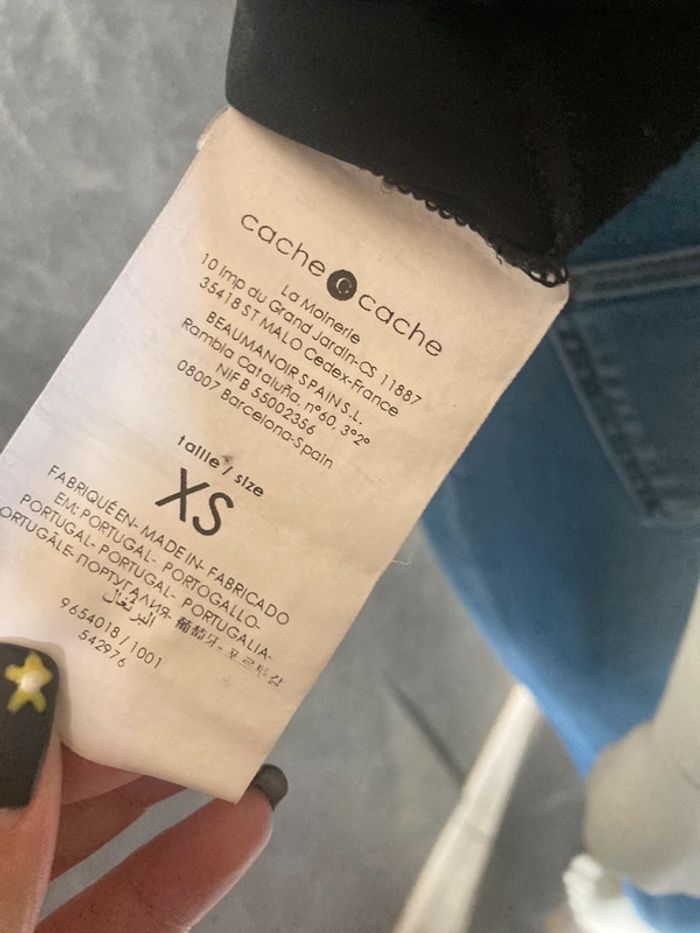 cache C cache
La Moinerie
10 Imp du Grand Jardin-CS 11887
35418 ST MALO Cedex-France
BEAUMANOIR SPAIN S.L.
Rambla Cataluña, nº60, 3º2º
NIF B 55002356
08007 Barcelona-Spain
taille / size
XS
FABRIQUÉ EN- MADE IN- FABRICADO
EM: PORTUGAL- PORTOGALLO-
PORTUGAL- PORTUGAL- PORTUGALIA-
ORTUGÁLE- ПОРТУГАЛИЯ- 葡萄牙- 포르투갈
البرتغال
9654018 / 1001
542976